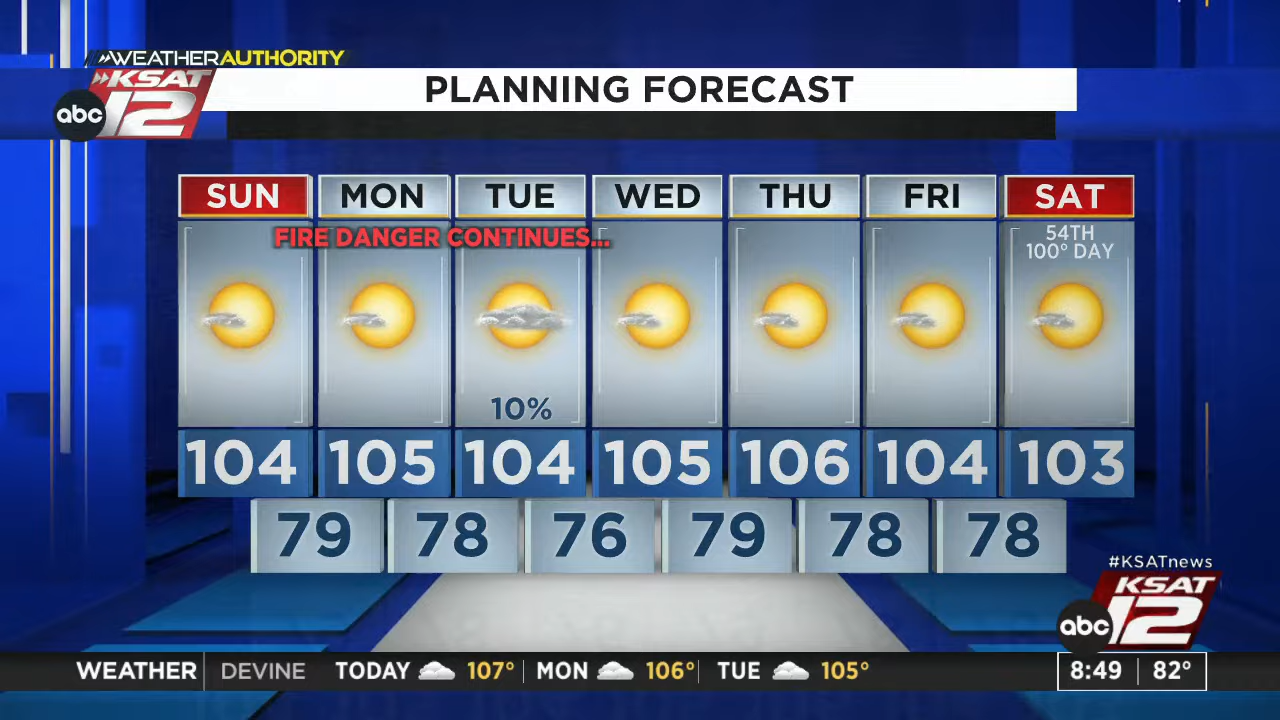 WEATHERAUTHORITY
KSAT
abc 12
PLANNING FORECAST
SUN MON TUE WED THU FRI SAT
FIRE DANGER CONTINUES...
54TH
100° DAY
10%
104 105 104 105 106 104 103
79 78 76 79 78 78
#KSATnews
KSAT
abc 12
WEATHER DEVINE TODAY 107° MON 106° TUE 105° 8:49 82°